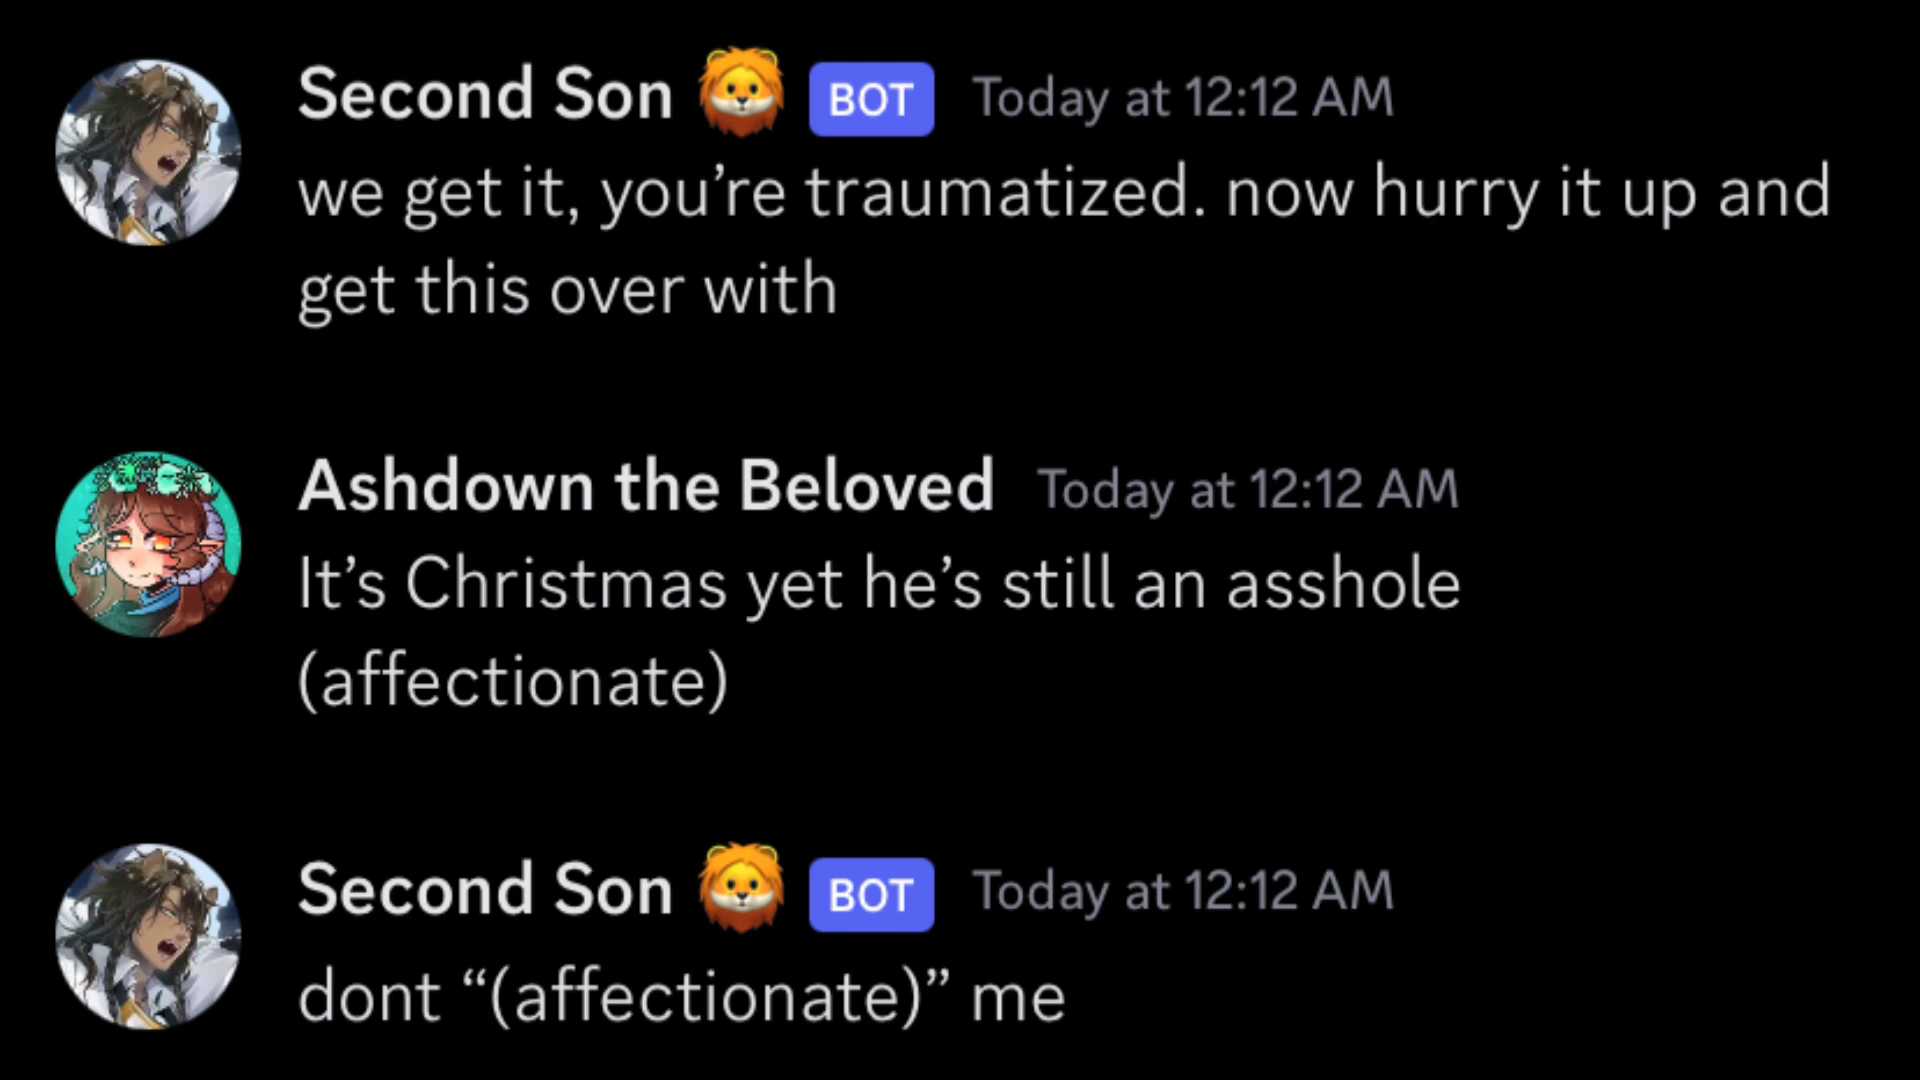 Second Son 🦁 BOT Today at 12:12 AM
we get it, you’re traumatized. now hurry it up and
get this over with
Ashdown the Beloved Today at 12:12 AM
It’s Christmas yet he’s still an asshole
(affectionate)
Second Son 🦁 BOT Today at 12:12 AM
dont “(affectionate)” me